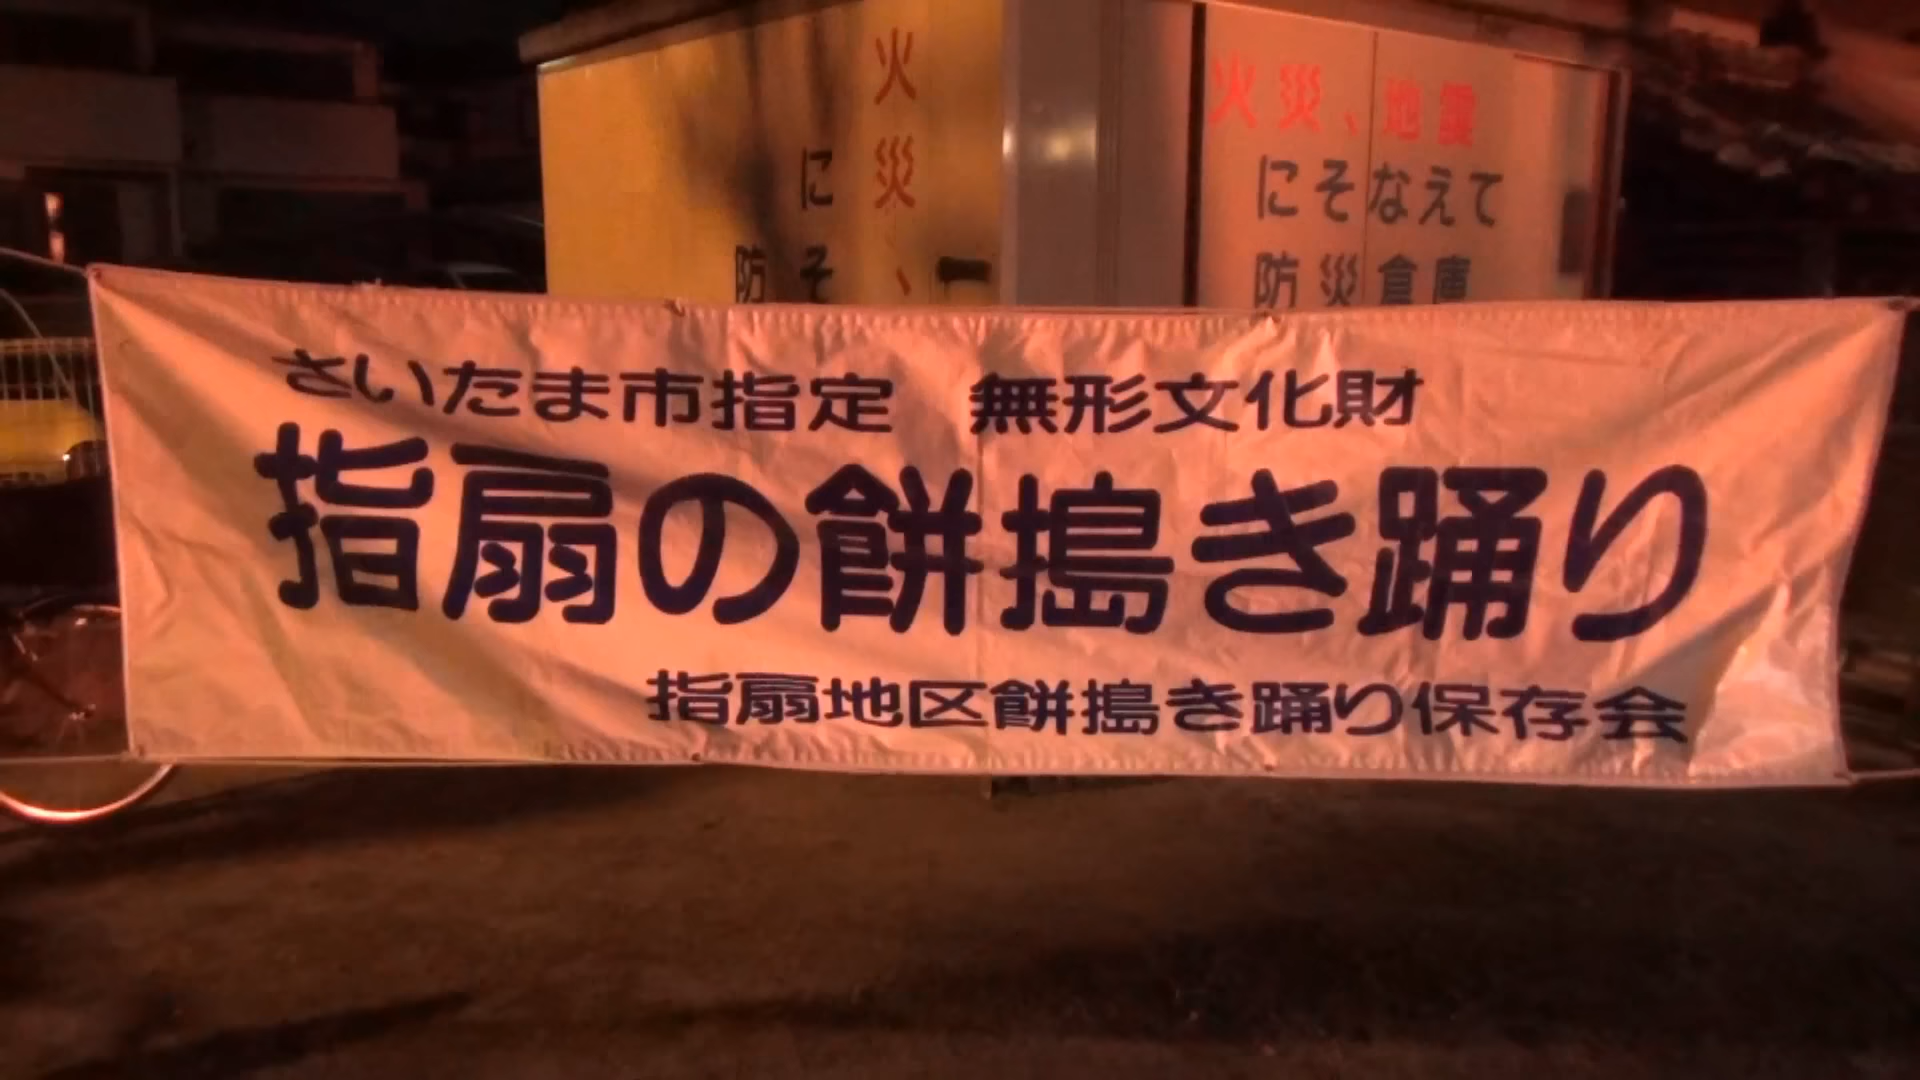 火災、
にそ
防
火災、地震
にそなえて
防災倉庫
さいたま市指定　無形文化財
指扇の餅搗き踊り
指扇地区餅搗き踊り保存会